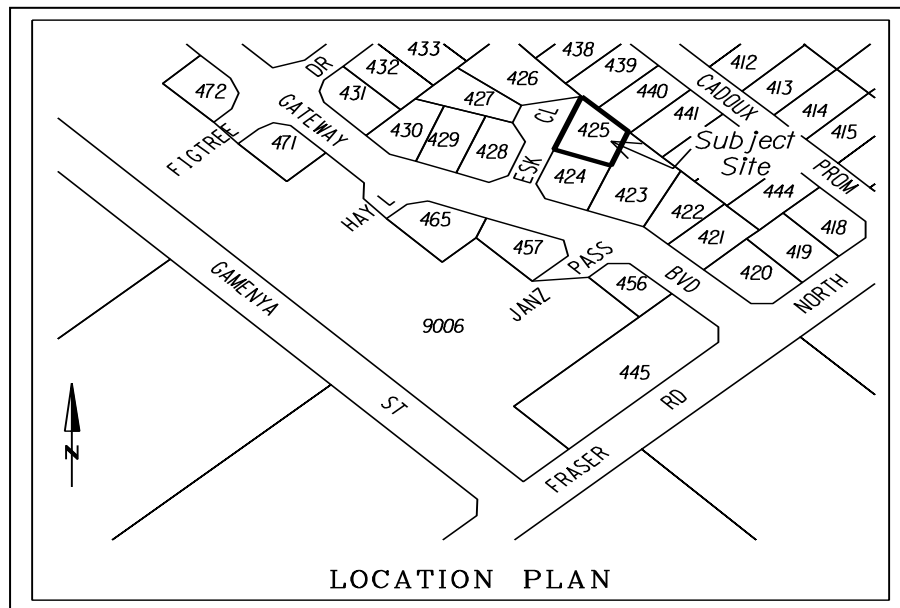 433
438
412
432
439
DR
472
426
413
CADOUX
431
427
440
GATEWAY
CL
441
414
425
FIGTREE
471
430
429
415
Subject
Site
428
ESK
424
PROM
444
423
HAY L
465
422
418
421
457
419
PASS
BVD
420
GAMENYA
456
NORTH
JANZ
9006
445
ST
RD
N
FRASER
LOCATION PLAN